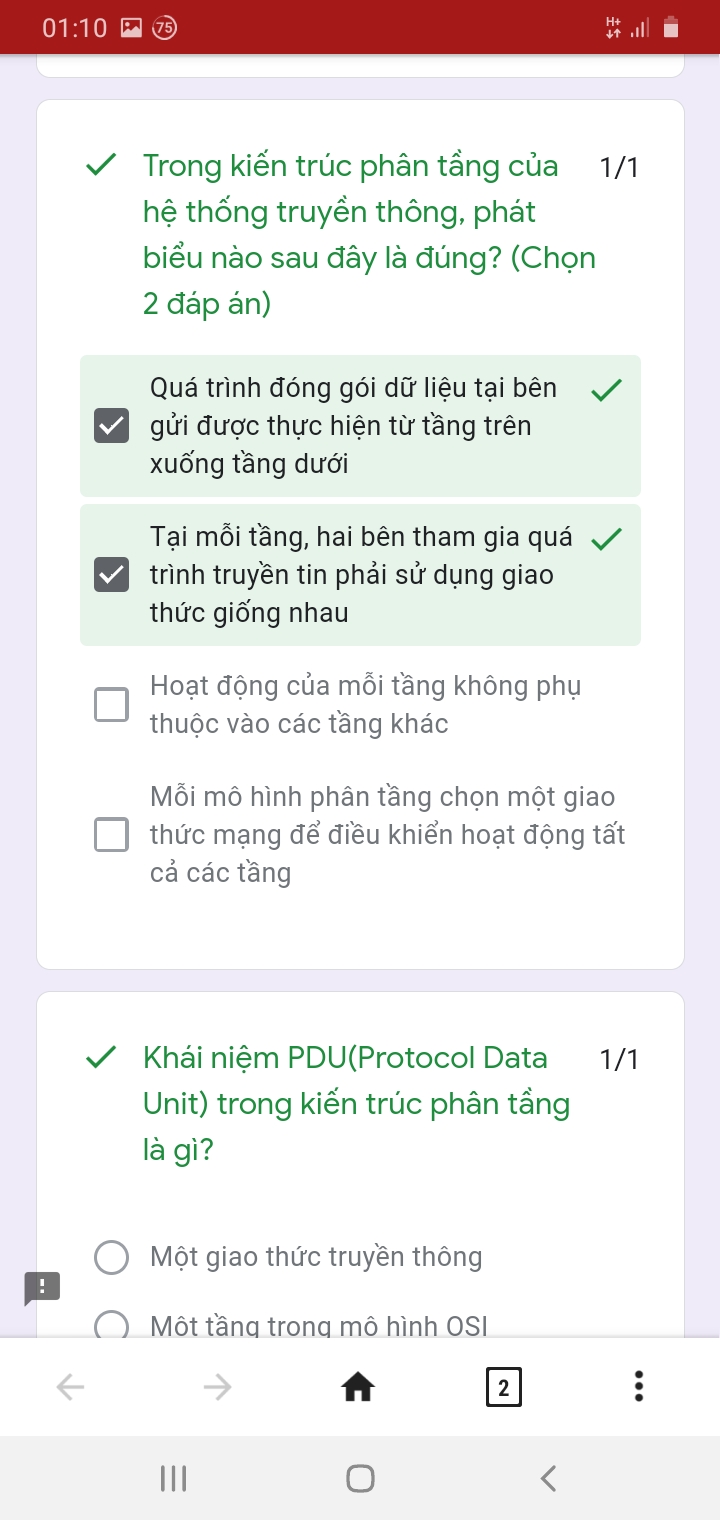 01:10 75 H+
Trong kiến trúc phân tầng của 1/1
hệ thống truyền thông, phát
biểu nào sau đây là đúng? (Chọn
2 đáp án)
Quá trình đóng gói dữ liệu tại bên
gửi được thực hiện từ tầng trên
xuống tầng dưới
Tại mỗi tầng, hai bên tham gia quá
trình truyền tin phải sử dụng giao
thức giống nhau
Hoạt động của mỗi tầng không phụ
thuộc vào các tầng khác
Mỗi mô hình phân tầng chọn một giao
thức mạng để điều khiển hoạt động tất
cả các tầng
Khái niệm PDU(Protocol Data 1/1
Unit) trong kiến trúc phân tầng
là gì?
Một giao thức truyền thông
Một tầng trong mô hình OSI
2